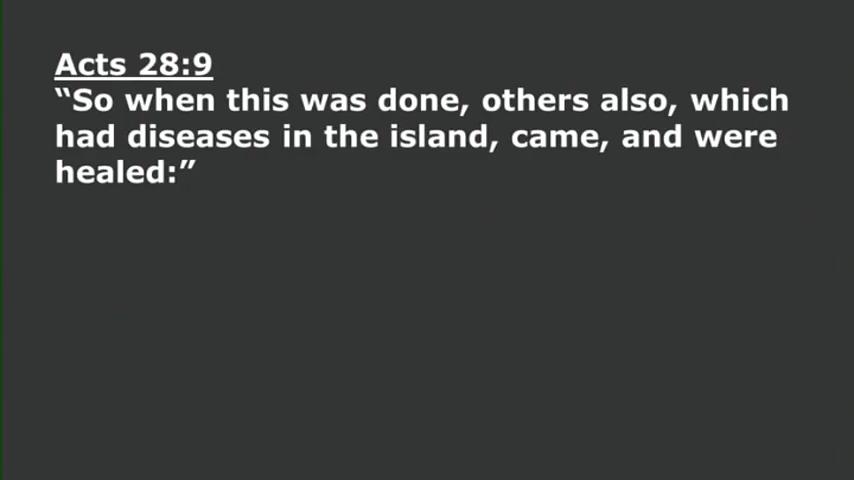 Acts 28:9
“So when this was done, others also, which
had diseases in the island, came, and were
healed:”